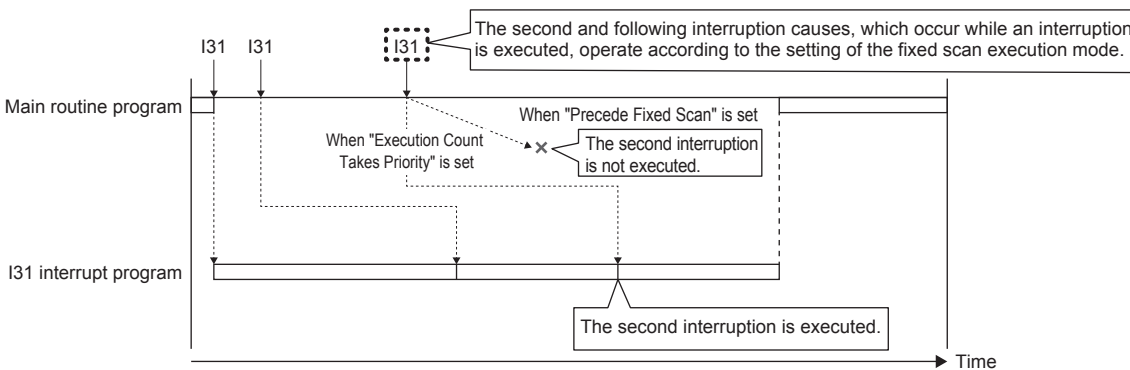 I31 I31 I31
The second and following interruption causes, which occur while an interruption
is executed, operate according to the setting of the fixed scan execution mode.
Main routine program
When "Precede Fixed Scan" is set
When "Execution Count
Takes Priority" is set
The second interruption
is not executed.
I31 interrupt program
The second interruption is executed.
Time